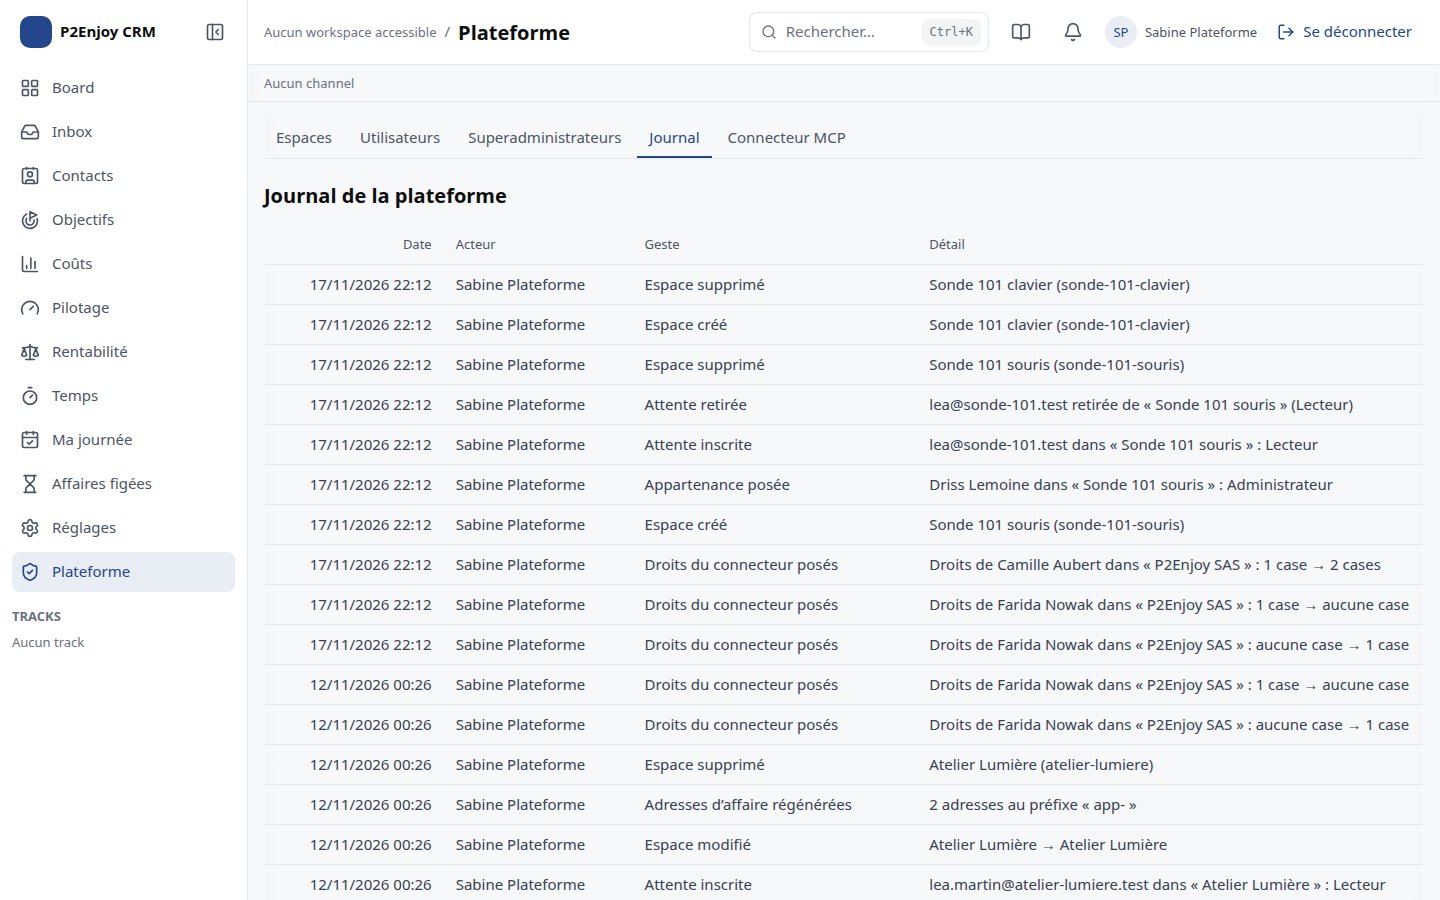 P2Enjoy CRM
Board
Inbox
Contacts
Objectifs
Coûts
Pilotage
Rentabilité
Temps
Ma journée
Affaires figées
Réglages
Plateforme
TRACKS
Aucun track
Aucun workspace accessible / Plateforme
Rechercher... Ctrl+K
SP Sabine Plateforme
Se déconnecter
Aucun channel
Espaces Utilisateurs Superadministrateurs Journal Connecteur MCP
Journal de la plateforme
Date Acteur Geste Détail
17/11/2026 22:12 Sabine Plateforme Espace supprimé Sonde 101 clavier (sonde-101-clavier)
17/11/2026 22:12 Sabine Plateforme Espace créé Sonde 101 clavier (sonde-101-clavier)
17/11/2026 22:12 Sabine Plateforme Espace supprimé Sonde 101 souris (sonde-101-souris)
17/11/2026 22:12 Sabine Plateforme Attente retirée lea@sonde-101.test retirée de « Sonde 101 souris » (Lecteur)
17/11/2026 22:12 Sabine Plateforme Attente inscrite lea@sonde-101.test dans « Sonde 101 souris » : Lecteur
17/11/2026 22:12 Sabine Plateforme Appartenance posée Driss Lemoine dans « Sonde 101 souris » : Administrateur
17/11/2026 22:12 Sabine Plateforme Espace créé Sonde 101 souris (sonde-101-souris)
17/11/2026 22:12 Sabine Plateforme Droits du connecteur posés Droits de Camille Aubert dans « P2Enjoy SAS » : 1 case → 2 cases
17/11/2026 22:12 Sabine Plateforme Droits du connecteur posés Droits de Farida Nowak dans « P2Enjoy SAS » : 1 case → aucune case
17/11/2026 22:12 Sabine Plateforme Droits du connecteur posés Droits de Farida Nowak dans « P2Enjoy SAS » : aucune case → 1 case
12/11/2026 00:26 Sabine Plateforme Droits du connecteur posés Droits de Farida Nowak dans « P2Enjoy SAS » : 1 case → aucune case
12/11/2026 00:26 Sabine Plateforme Droits du connecteur posés Droits de Farida Nowak dans « P2Enjoy SAS » : aucune case → 1 case
12/11/2026 00:26 Sabine Plateforme Espace supprimé Atelier Lumière (atelier-lumiere)
12/11/2026 00:26 Sabine Plateforme Adresses d’affaire régénérées 2 adresses au préfixe « app- »
12/11/2026 00:26 Sabine Plateforme Espace modifié Atelier Lumière → Atelier Lumière
12/11/2026 00:26 Sabine Plateforme Attente inscrite lea.martin@atelier-lumiere.test dans « Atelier Lumière » : Lecteur